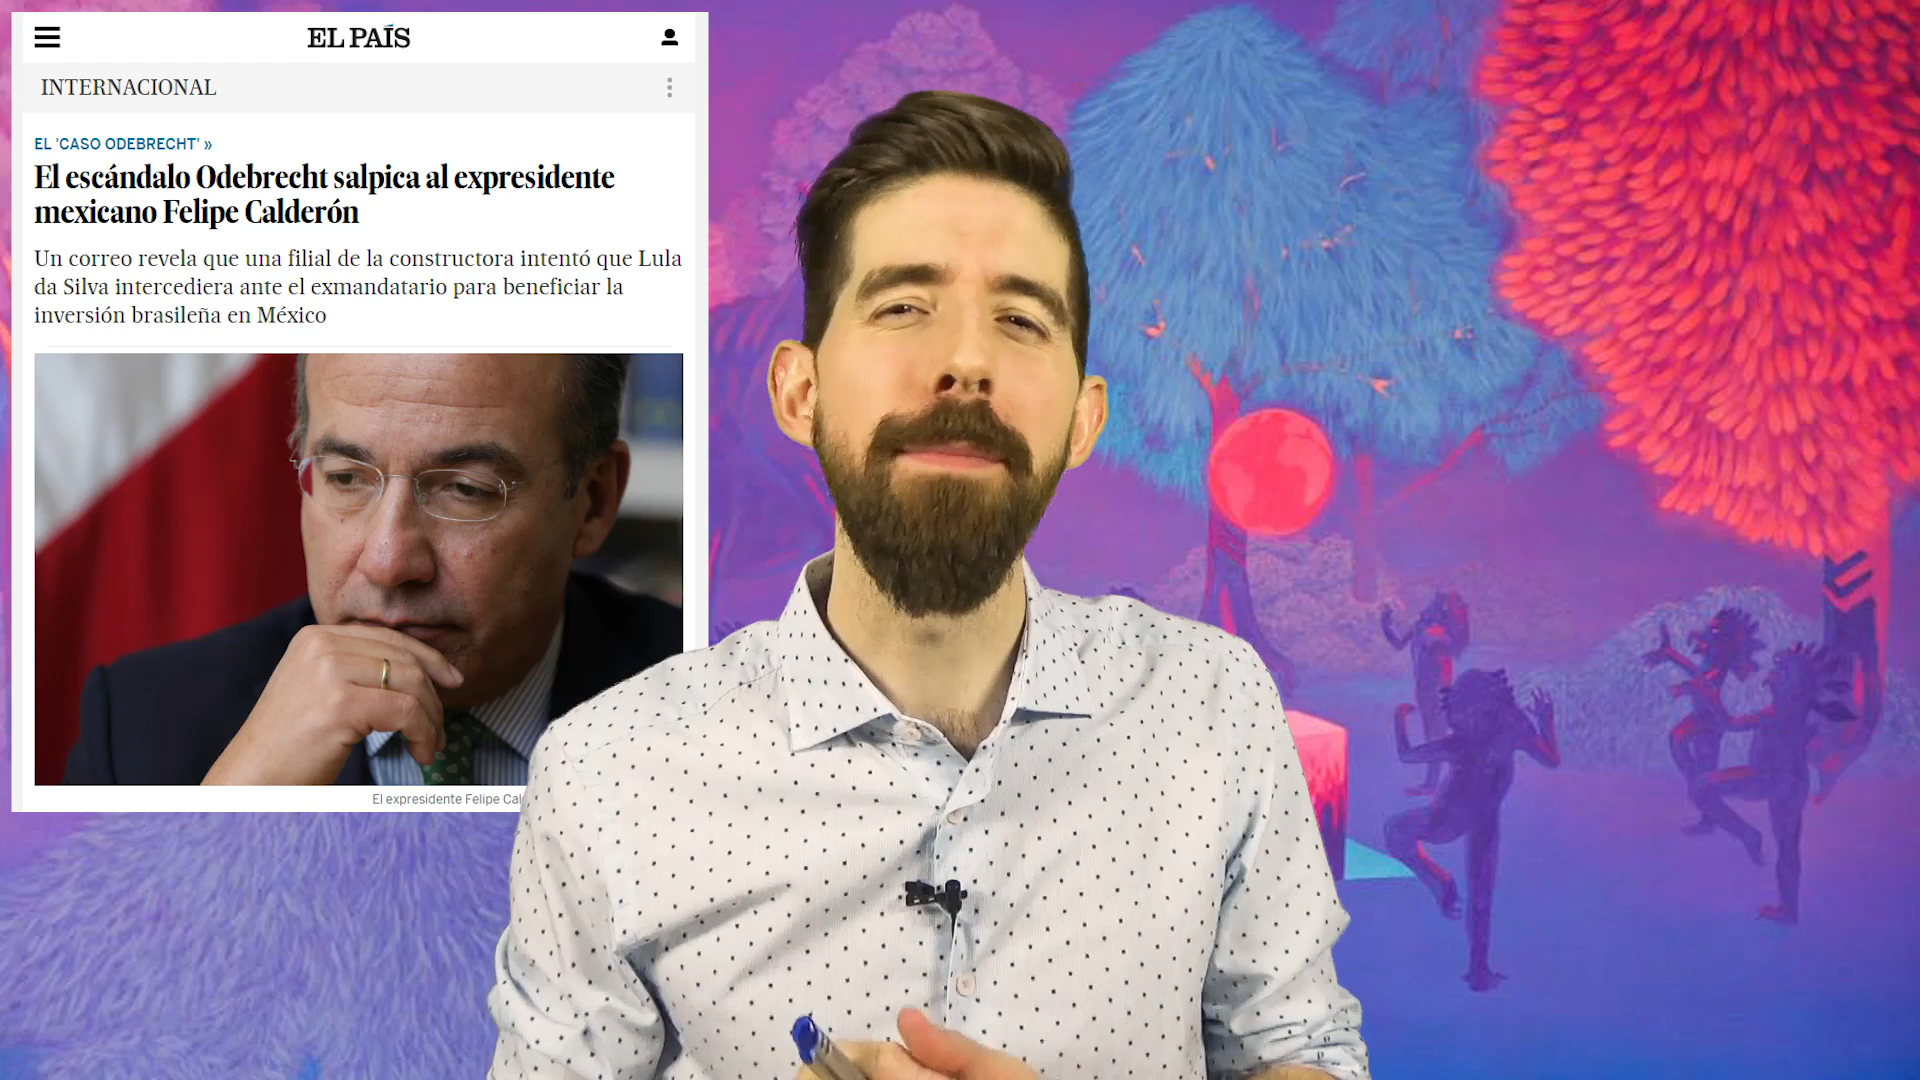 EL PAÍS
INTERNACIONAL
EL 'CASO ODEBRECHT' »
El escándalo Odebrecht salpica al expresidente
mexicano Felipe Calderón
Un correo revela que una filial de la constructora intentó que Lula
da Silva intercediera ante el exmandatario para beneficiar la
inversión brasileña en México
El expresidente Felipe